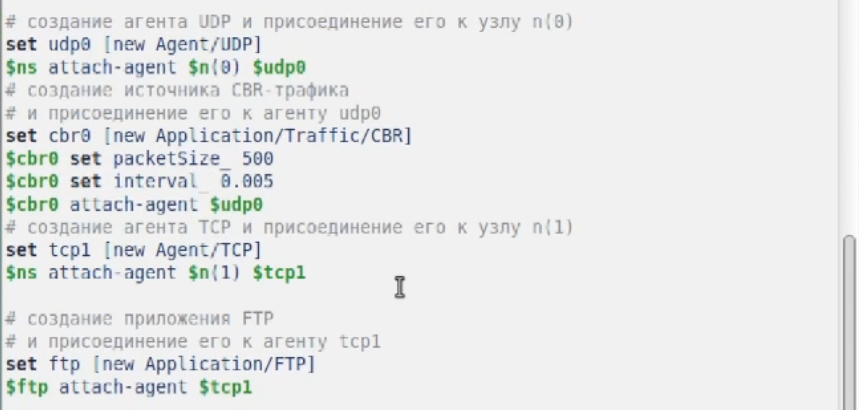 # создание агента UDP и присоединение его к узлу n(0)
set udp0 [new Agent/UDP]
$ns attach-agent $n(0) $udp0
# создание источника CBR-трафика
# и присоединение его к агенту udp0
set cbr0 [new Application/Traffic/CBR]
$cbr0 set packetSize_ 500
$cbr0 set interval_ 0.005
$cbr0 attach-agent $udp0
# создание агента TCP и присоединение его к узлу n(1)
set tcp1 [new Agent/TCP]
$ns attach-agent $n(1) $tcp1
# создание приложения FTP
# и присоединение его к агенту tcp1
set ftp [new Application/FTP]
$ftp attach-agent $tcp1